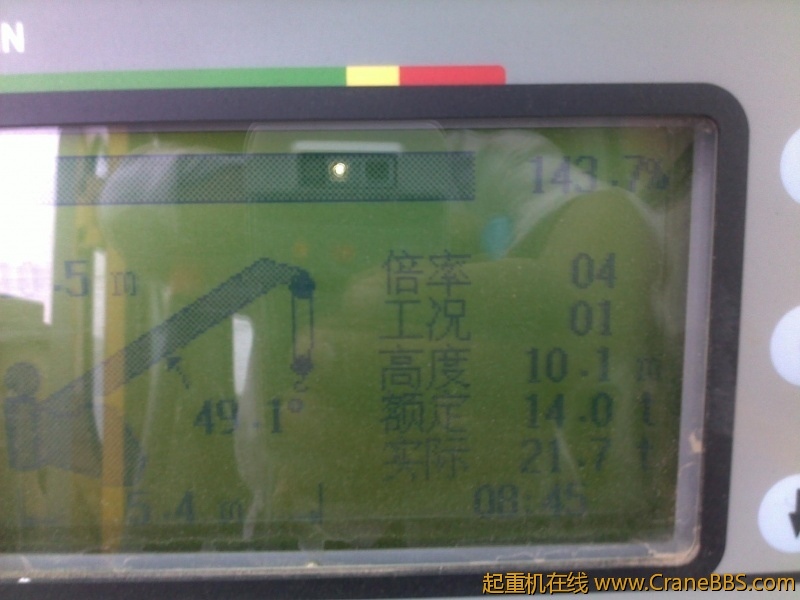 N
143.7%
10.5 m
倍率 04
工况 01
高度 10.1 m
49.1°
额定 14.0 t
实际 21.7 t
5.4 m
08:45
起重机在线 www.CraneBBS.com